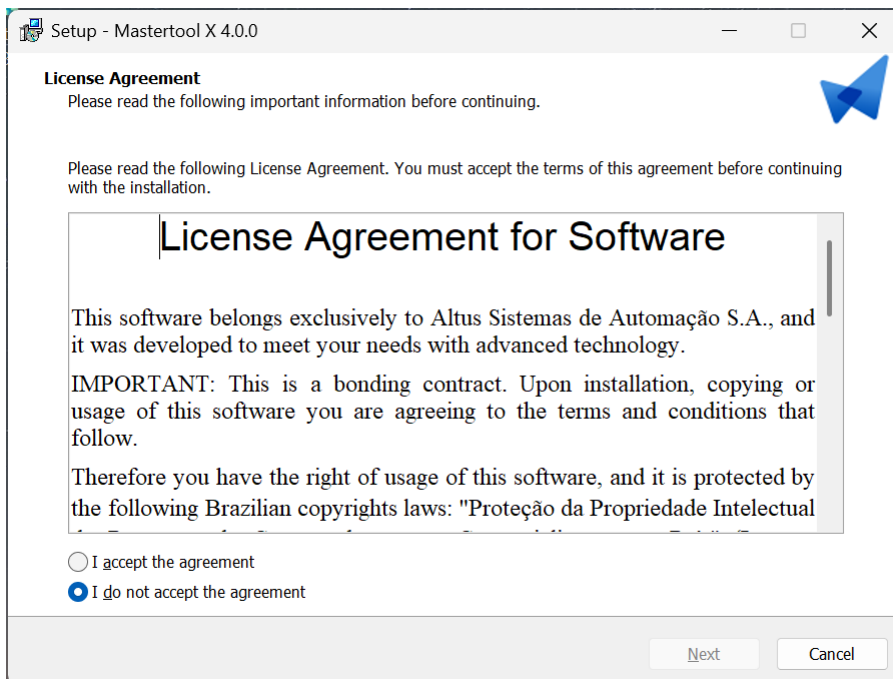 Setup - Mastertool X 4.0.0
License Agreement
Please read the following important information before continuing.
Please read the following License Agreement. You must accept the terms of this agreement before continuing
with the installation.
License Agreement for Software
This software belongs exclusively to Altus Sistemas de Automação S.A., and
it was developed to meet your needs with advanced technology.
IMPORTANT: This is a bonding contract. Upon installation, copying or
usage of this software you are agreeing to the terms and conditions that
follow.
Therefore you have the right of usage of this software, and it is protected by
the following Brazilian copyrights laws: "Proteção da Propriedade Intelectual
I accept the agreement
I do not accept the agreement
Next
Cancel